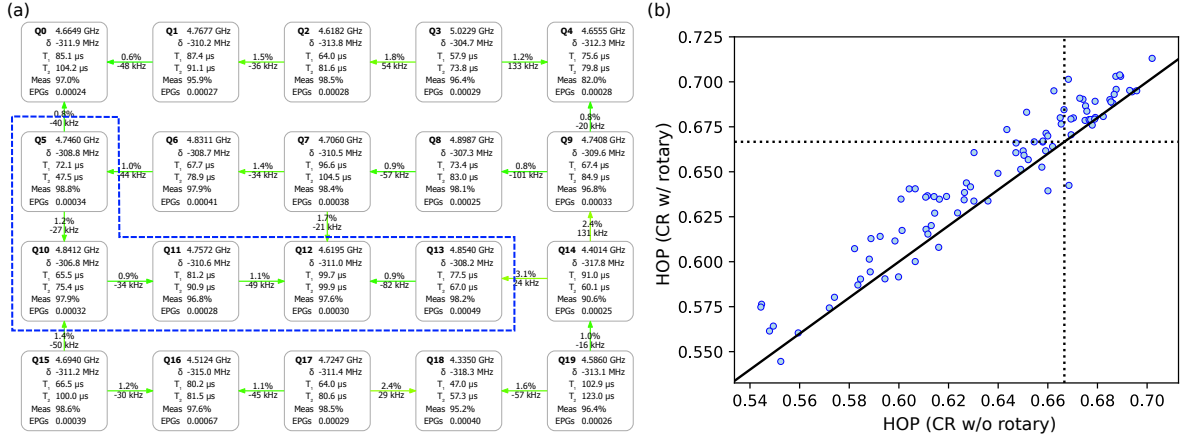 (a)
Q0 4.6649 GHz
δ -311.9 MHz
T₁ 85.1 µs
T₂ 104.2 µs
Meas 97.0%
EPGs 0.00024
0.6%
-48 kHz
Q1 4.7677 GHz
δ -310.2 MHz
T₁ 87.4 µs
T₂ 91.1 µs
Meas 95.9%
EPGs 0.00027
1.5%
-36 kHz
Q2 4.6182 GHz
δ -313.8 MHz
T₁ 64.0 µs
T₂ 81.6 µs
Meas 98.5%
EPGs 0.00028
1.8%
54 kHz
Q3 5.0229 GHz
δ -304.7 MHz
T₁ 57.9 µs
T₂ 73.8 µs
Meas 96.4%
EPGs 0.00029
1.2%
133 kHz
Q4 4.6555 GHz
δ -312.3 MHz
T₁ 75.6 µs
T₂ 79.8 µs
Meas 82.0%
EPGs 0.00028
0.8%
-40 kHz
0.8%
-20 kHz
Q5 4.7460 GHz
δ -308.8 MHz
T₁ 72.1 µs
T₂ 47.5 µs
Meas 98.8%
EPGs 0.00034
1.0%
-44 kHz
Q6 4.8311 GHz
δ -308.7 MHz
T₁ 67.7 µs
T₂ 78.9 µs
Meas 97.9%
EPGs 0.00041
1.4%
-34 kHz
Q7 4.7060 GHz
δ -310.5 MHz
T₁ 96.6 µs
T₂ 104.5 µs
Meas 98.4%
EPGs 0.00038
0.9%
-57 kHz
Q8 4.8987 GHz
δ -307.3 MHz
T₁ 73.4 µs
T₂ 83.0 µs
Meas 98.1%
EPGs 0.00025
0.8%
-101 kHz
Q9 4.7408 GHz
δ -309.6 MHz
T₁ 67.4 µs
T₂ 84.9 µs
Meas 96.8%
EPGs 0.00033
1.2%
-27 kHz
1.7%
-21 kHz
2.4%
131 kHz
Q10 4.8412 GHz
δ -306.8 MHz
T₁ 65.5 µs
T₂ 75.4 µs
Meas 97.9%
EPGs 0.00032
0.9%
-34 kHz
Q11 4.7572 GHz
δ -310.6 MHz
T₁ 81.2 µs
T₂ 90.9 µs
Meas 96.8%
EPGs 0.00028
1.1%
-49 kHz
Q12 4.6195 GHz
δ -311.0 MHz
T₁ 99.7 µs
T₂ 99.9 µs
Meas 97.6%
EPGs 0.00030
0.9%
-82 kHz
Q13 4.8540 GHz
δ -308.2 MHz
T₁ 77.5 µs
T₂ 67.0 µs
Meas 98.2%
EPGs 0.00049
3.1%
24 kHz
Q14 4.4014 GHz
δ -317.8 MHz
T₁ 91.0 µs
T₂ 60.1 µs
Meas 90.6%
EPGs 0.00025
1.4%
-50 kHz
1.0%
-16 kHz
Q15 4.6940 GHz
δ -311.2 MHz
T₁ 66.5 µs
T₂ 100.0 µs
Meas 98.6%
EPGs 0.00039
1.2%
-30 kHz
Q16 4.5124 GHz
δ -315.0 MHz
T₁ 80.2 µs
T₂ 81.5 µs
Meas 97.6%
EPGs 0.00067
1.1%
-45 kHz
Q17 4.7247 GHz
δ -311.4 MHz
T₁ 64.0 µs
T₂ 80.6 µs
Meas 98.5%
EPGs 0.00029
2.4%
29 kHz
Q18 4.3350 GHz
δ -318.3 MHz
T₁ 47.0 µs
T₂ 57.3 µs
Meas 95.2%
EPGs 0.00040
1.6%
-57 kHz
Q19 4.5860 GHz
δ -313.1 MHz
T₁ 102.9 µs
T₂ 123.0 µs
Meas 96.4%
EPGs 0.00026
(b)
HOP (CR w/ rotary)
0.725
0.700
0.675
0.650
0.625
0.600
0.575
0.550
0.54 0.56 0.58 0.60 0.62 0.64 0.66 0.68 0.70
HOP (CR w/o rotary)